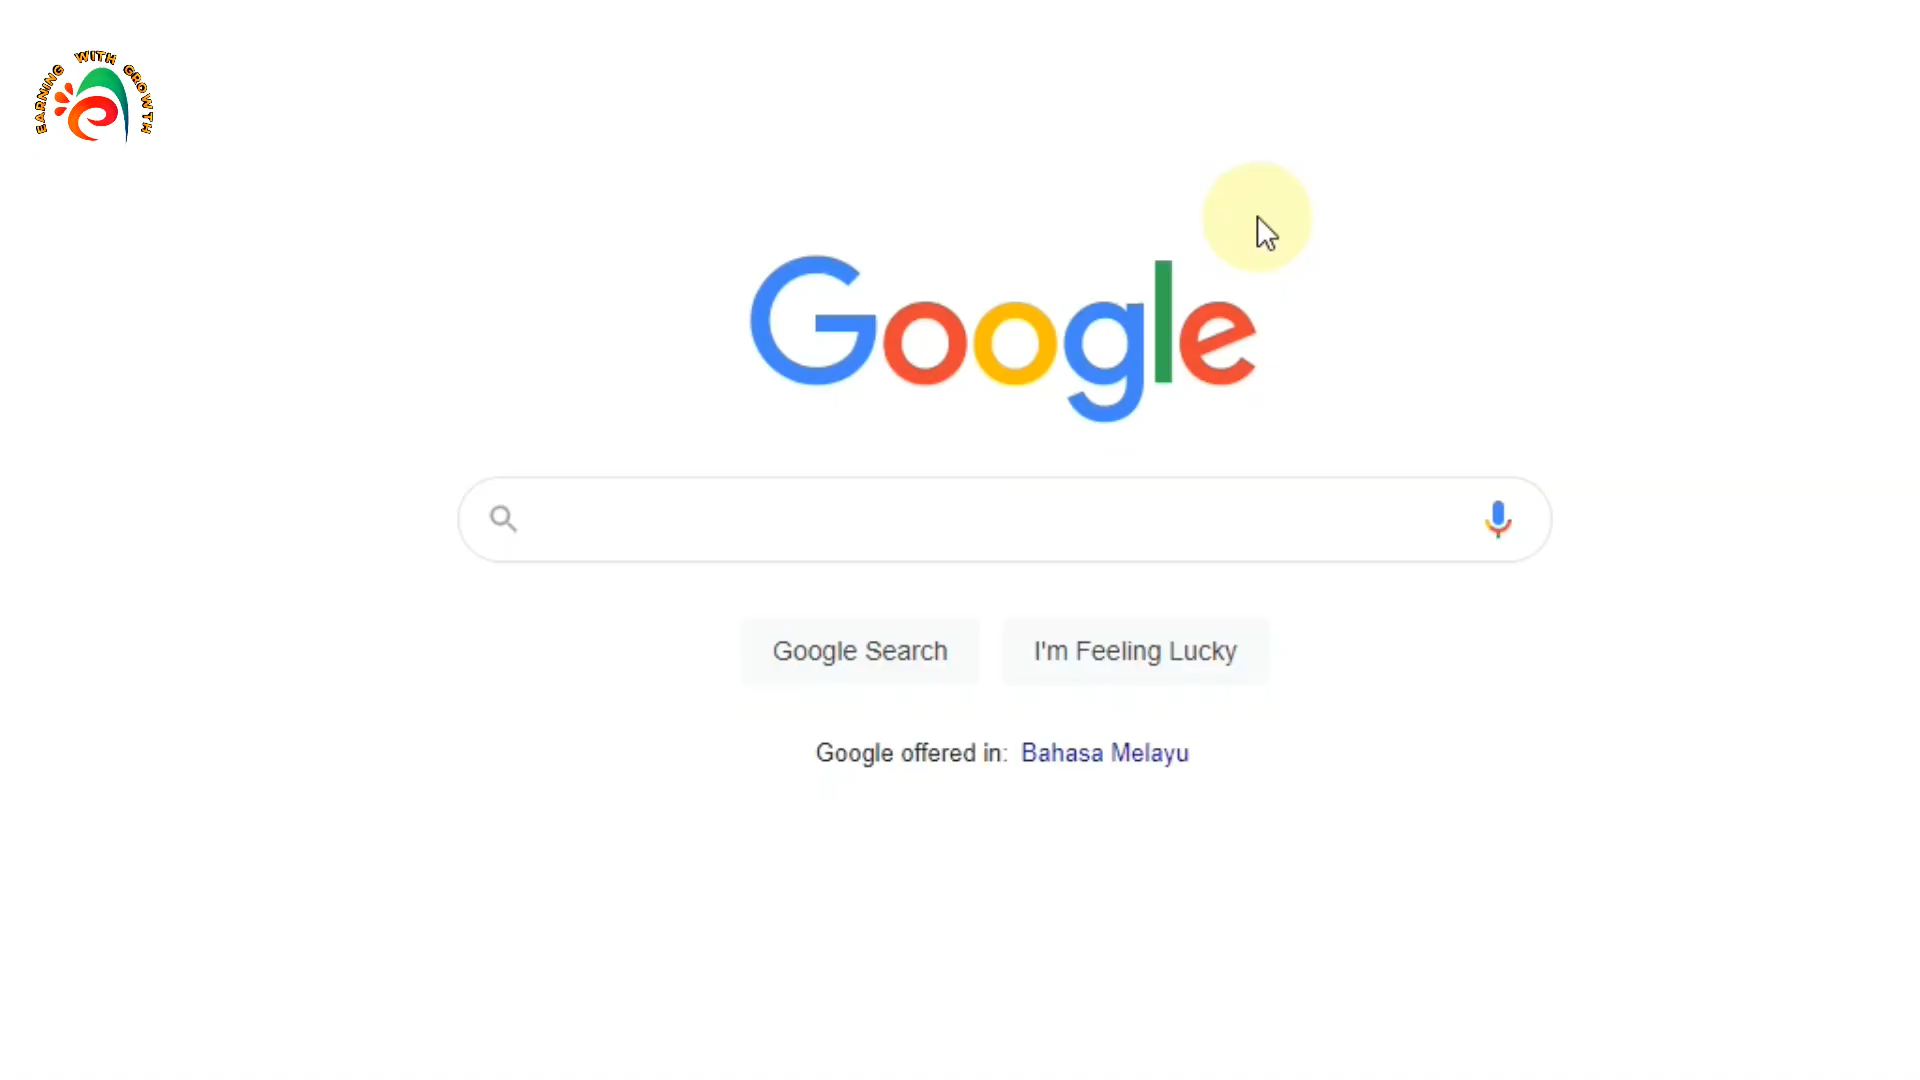 EARNING WITH GROWTH
Google
Google Search
I'm Feeling Lucky
Google offered in: Bahasa Melayu